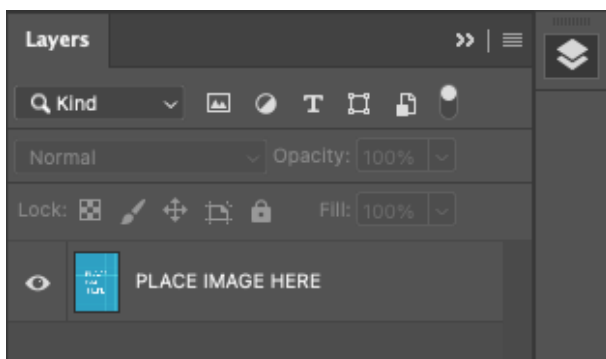 Layers
Kind
Normal Opacity: 100%
Lock: Fill: 100%
PLACE IMAGE HERE